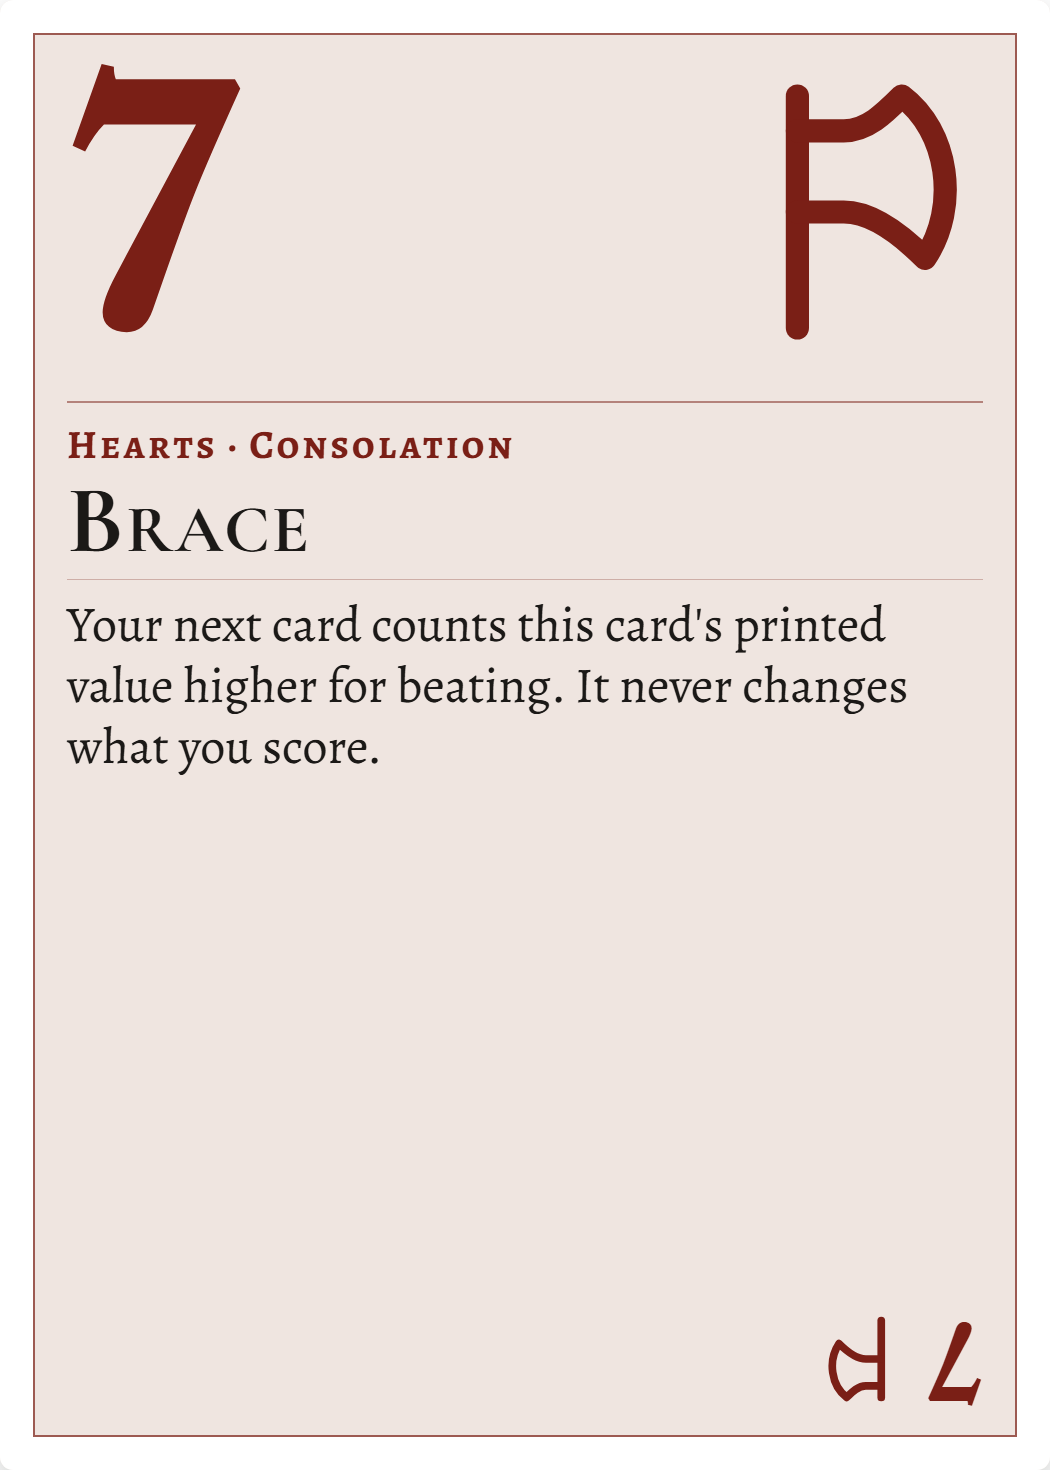 7
Hearts · Consolation
Brace
Your next card counts this card's printed
value higher for beating. It never changes
what you score.
7